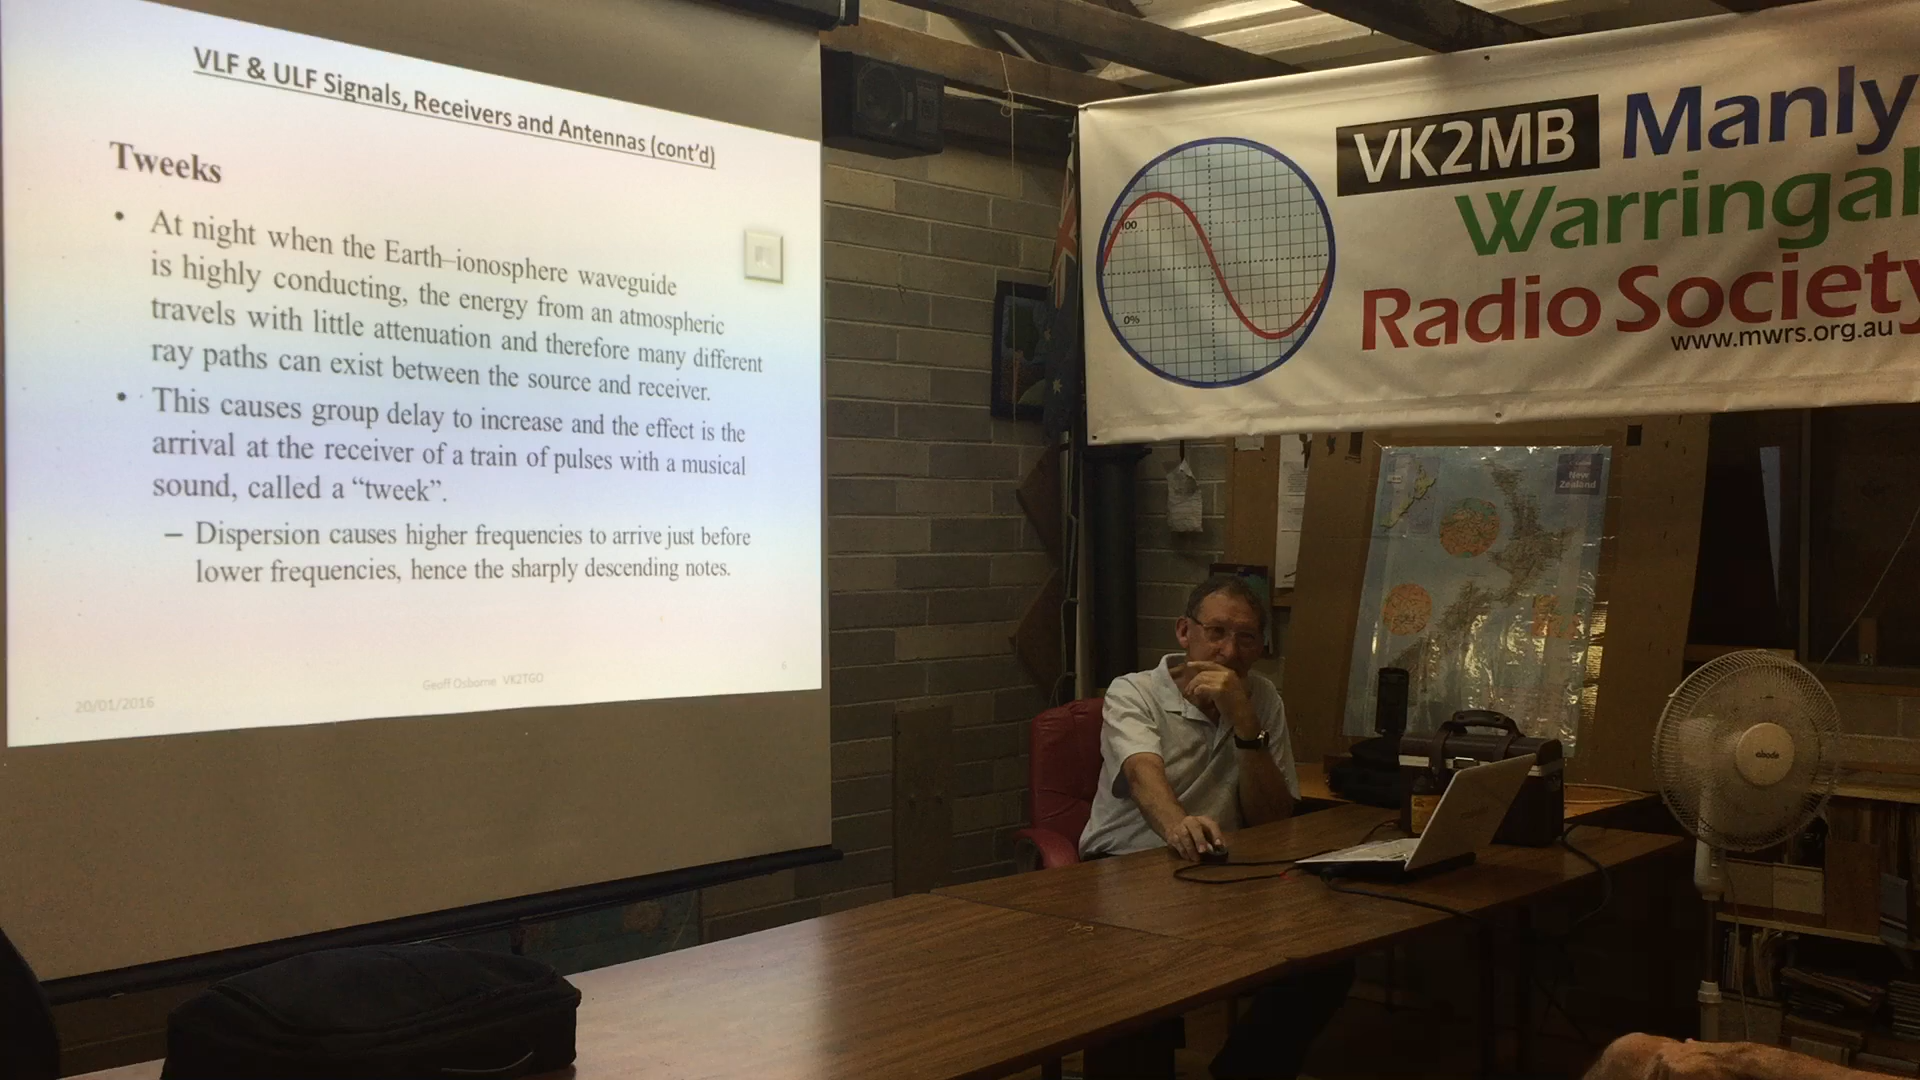 VLF & ULF Signals, Receivers and Antennas (cont'd)
Tweeks
• At night when the Earth–ionosphere waveguide
is highly conducting, the energy from an atmospheric
travels with little attenuation and therefore many different
ray paths can exist between the source and receiver.
• This causes group delay to increase and the effect is the
arrival at the receiver of a train of pulses with a musical
sound, called a “tweek”.
– Dispersion causes higher frequencies to arrive just before
lower frequencies, hence the sharply descending notes.
20/01/2016
Geoff Osborne VK2TGO
6
VK2MB Manly
Warringah
Radio Society
www.mwrs.org.au
100
0%
New
Zealand